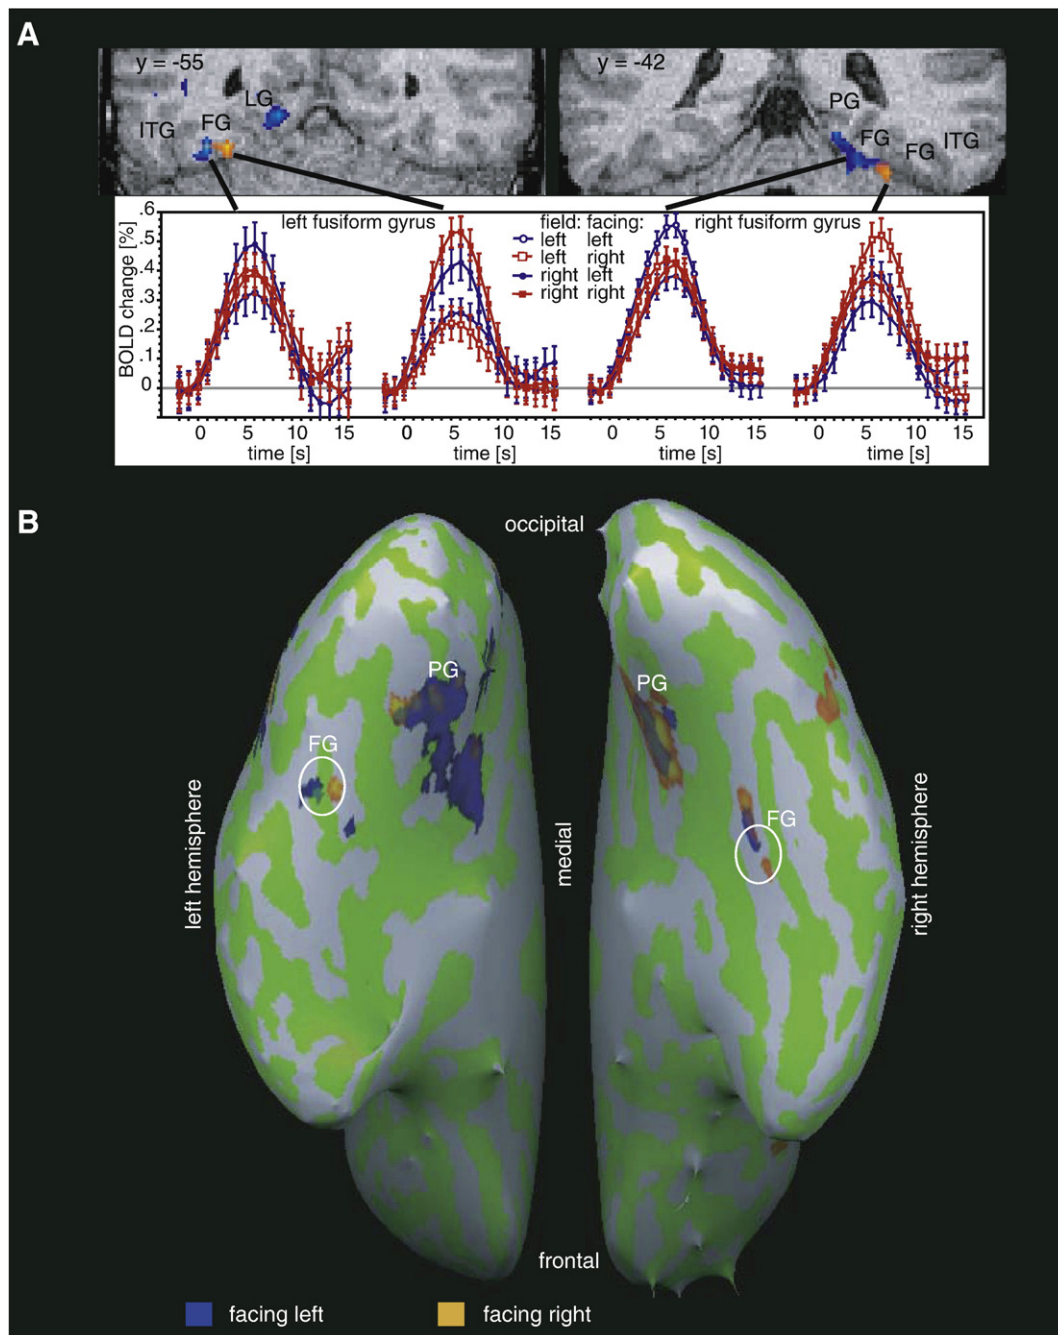 A
y = -55
y = -42
LG
PG
ITG
FG
FG
FG
ITG
BOLD change [%]
.6
.5
.4
.3
.2
.1
0
left fusiform gyrus
field: facing:
right fusiform gyrus
left left
left right
right left
right right
0 5 10 15
0 5 10 15
0 5 10 15
0 5 10 15
time [s]
time [s]
time [s]
time [s]
B
occipital
PG
PG
FG
FG
left hemisphere
medial
right hemisphere
frontal
facing left
facing right